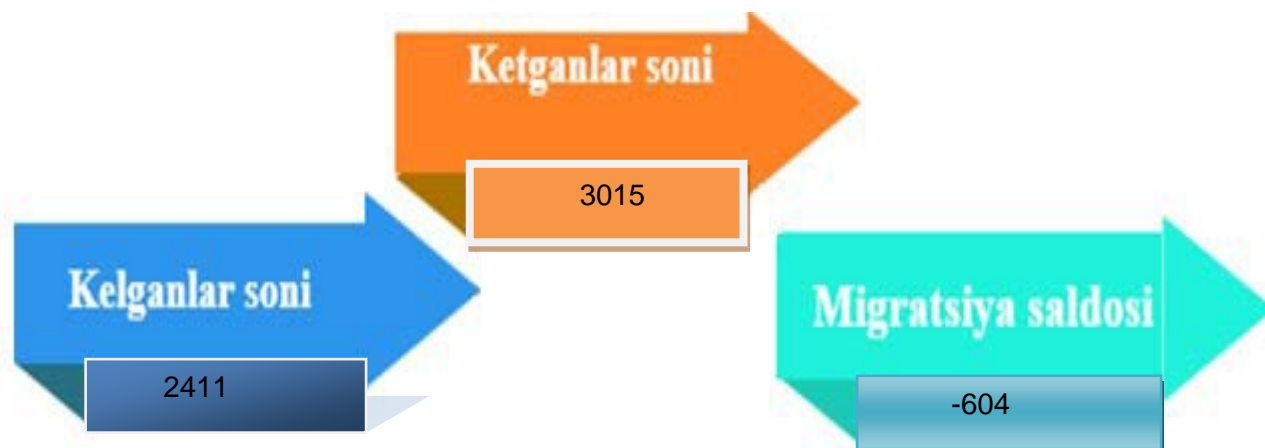 Ketganlar soni
3015
Kelganlar soni
2411
Migratsiya saldosi
-604